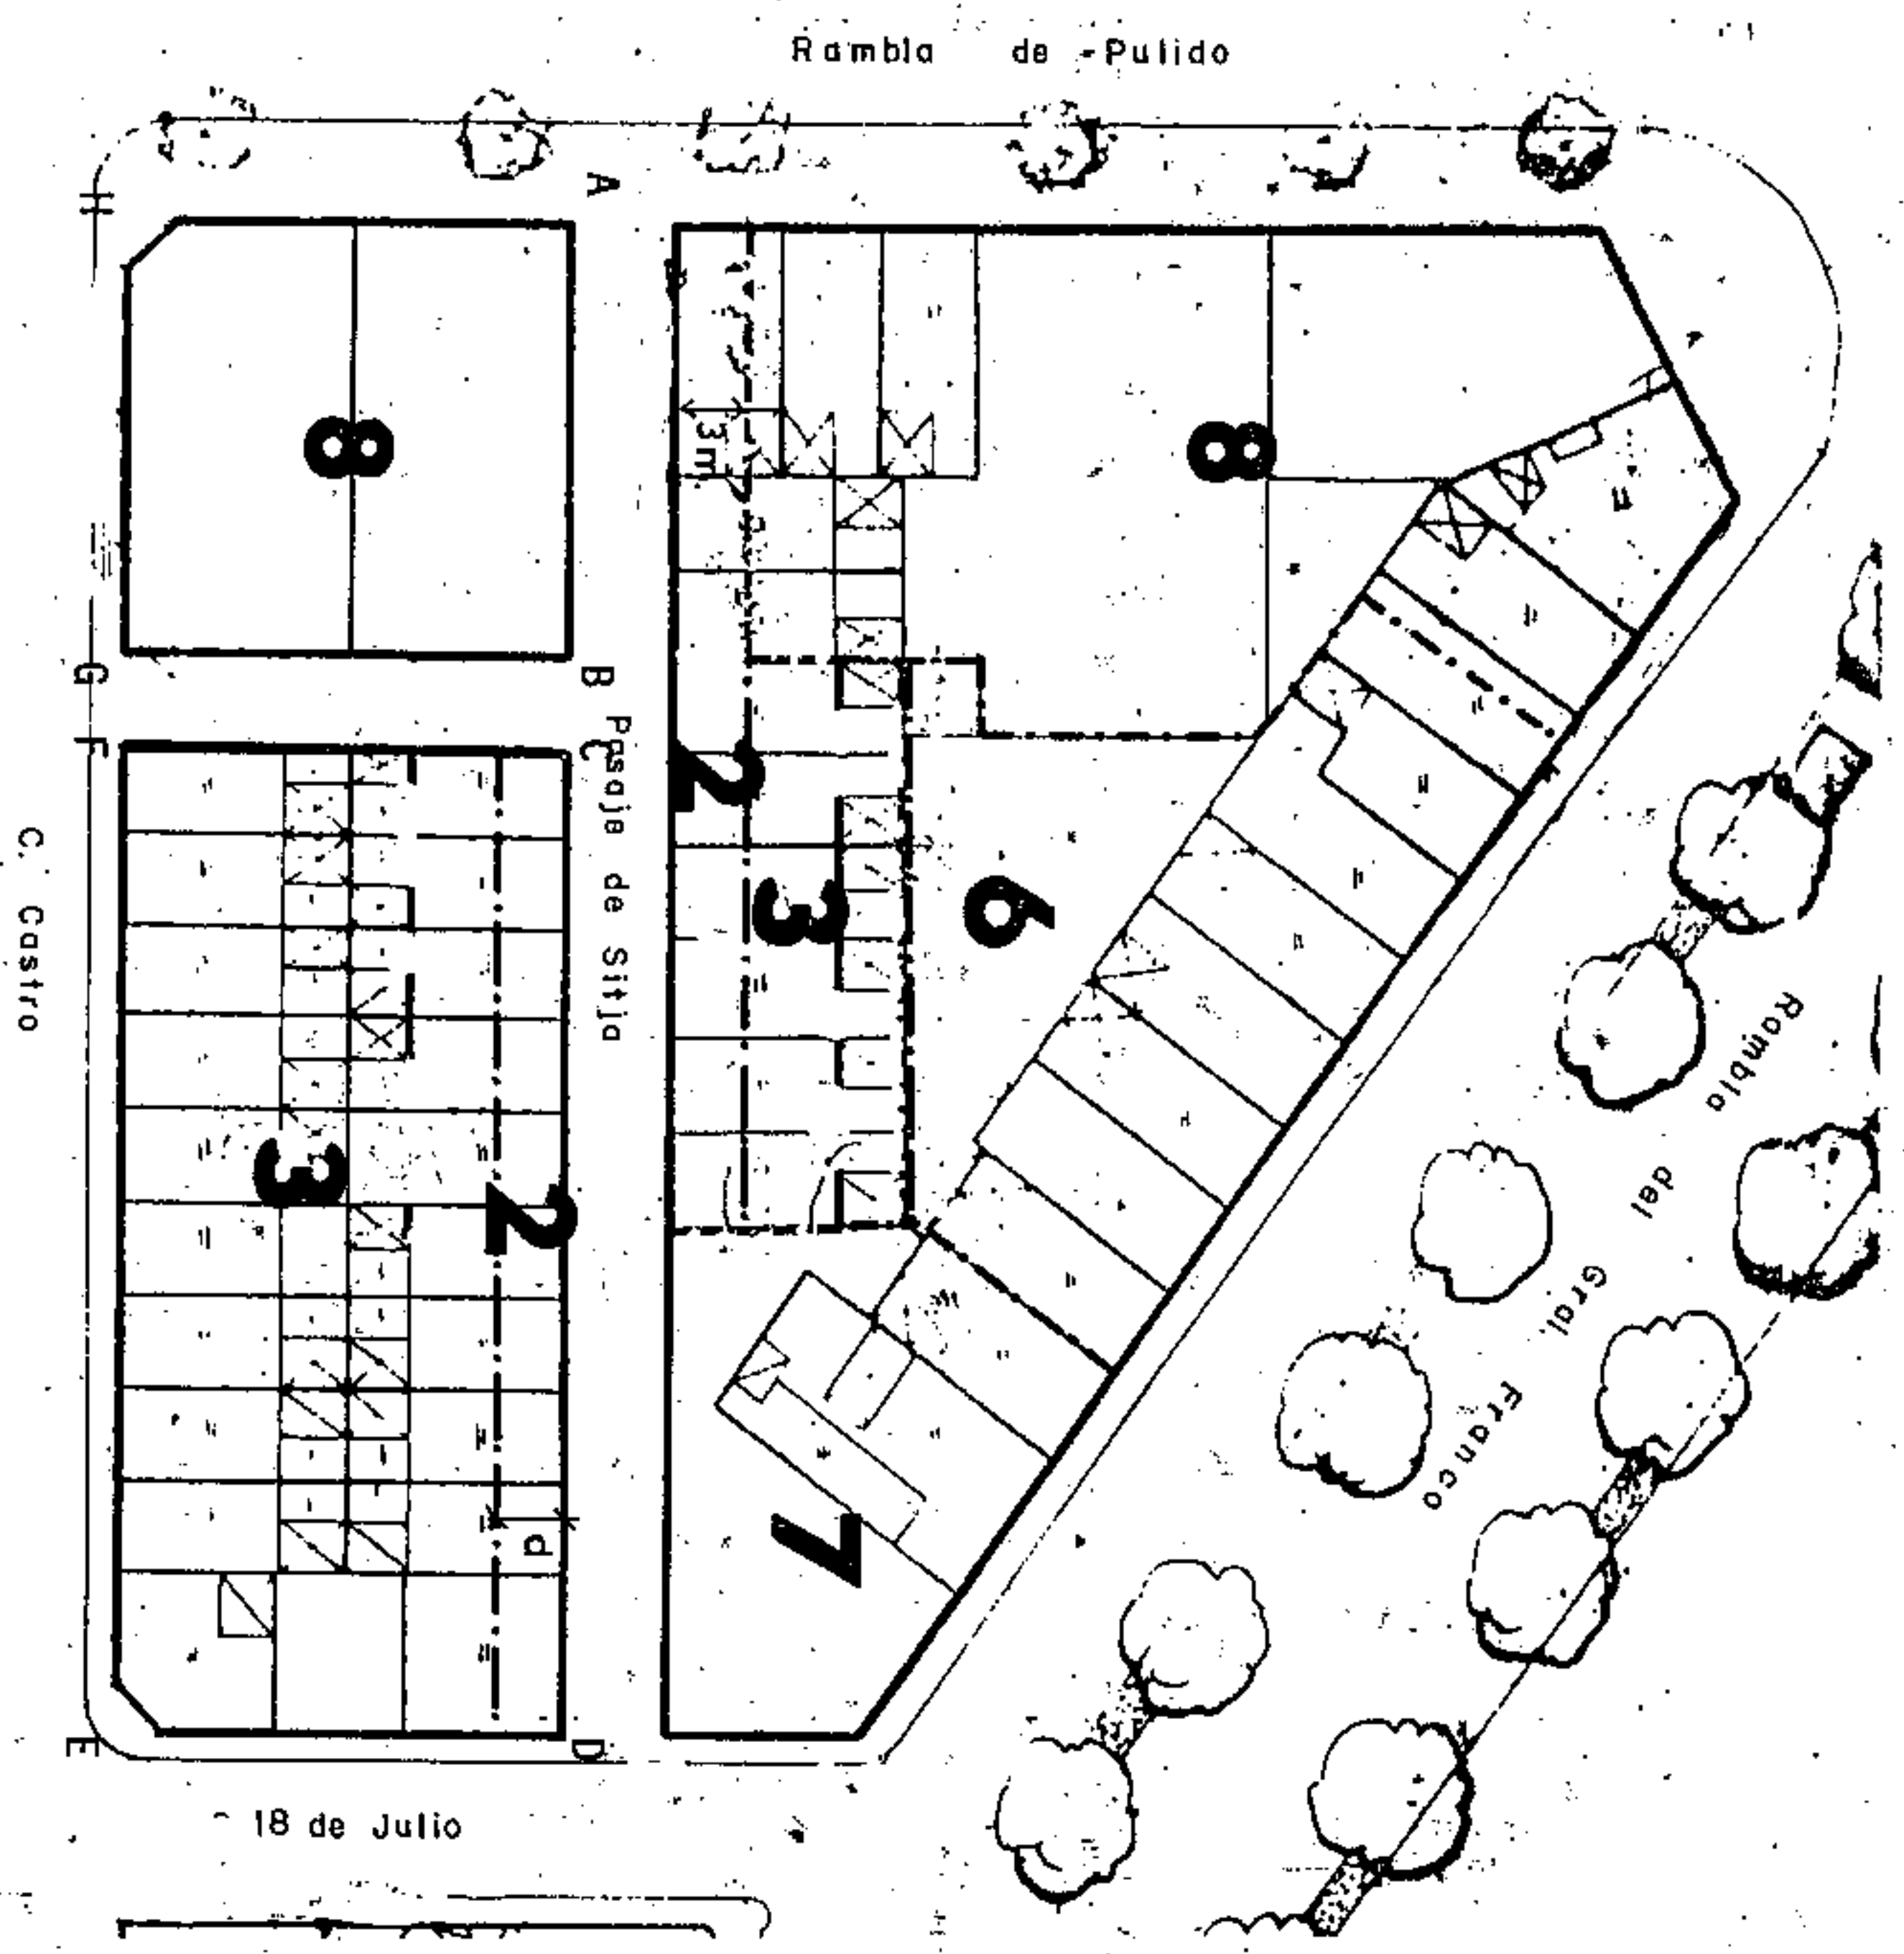 Rambla de Pulido
A
H
8
3m
8
G
B
F
C
Pasaje de Sitja
2
3
6
C. Castro
3
2
Rambla del Gral. Franco
d
7
E
D
18 de Julio